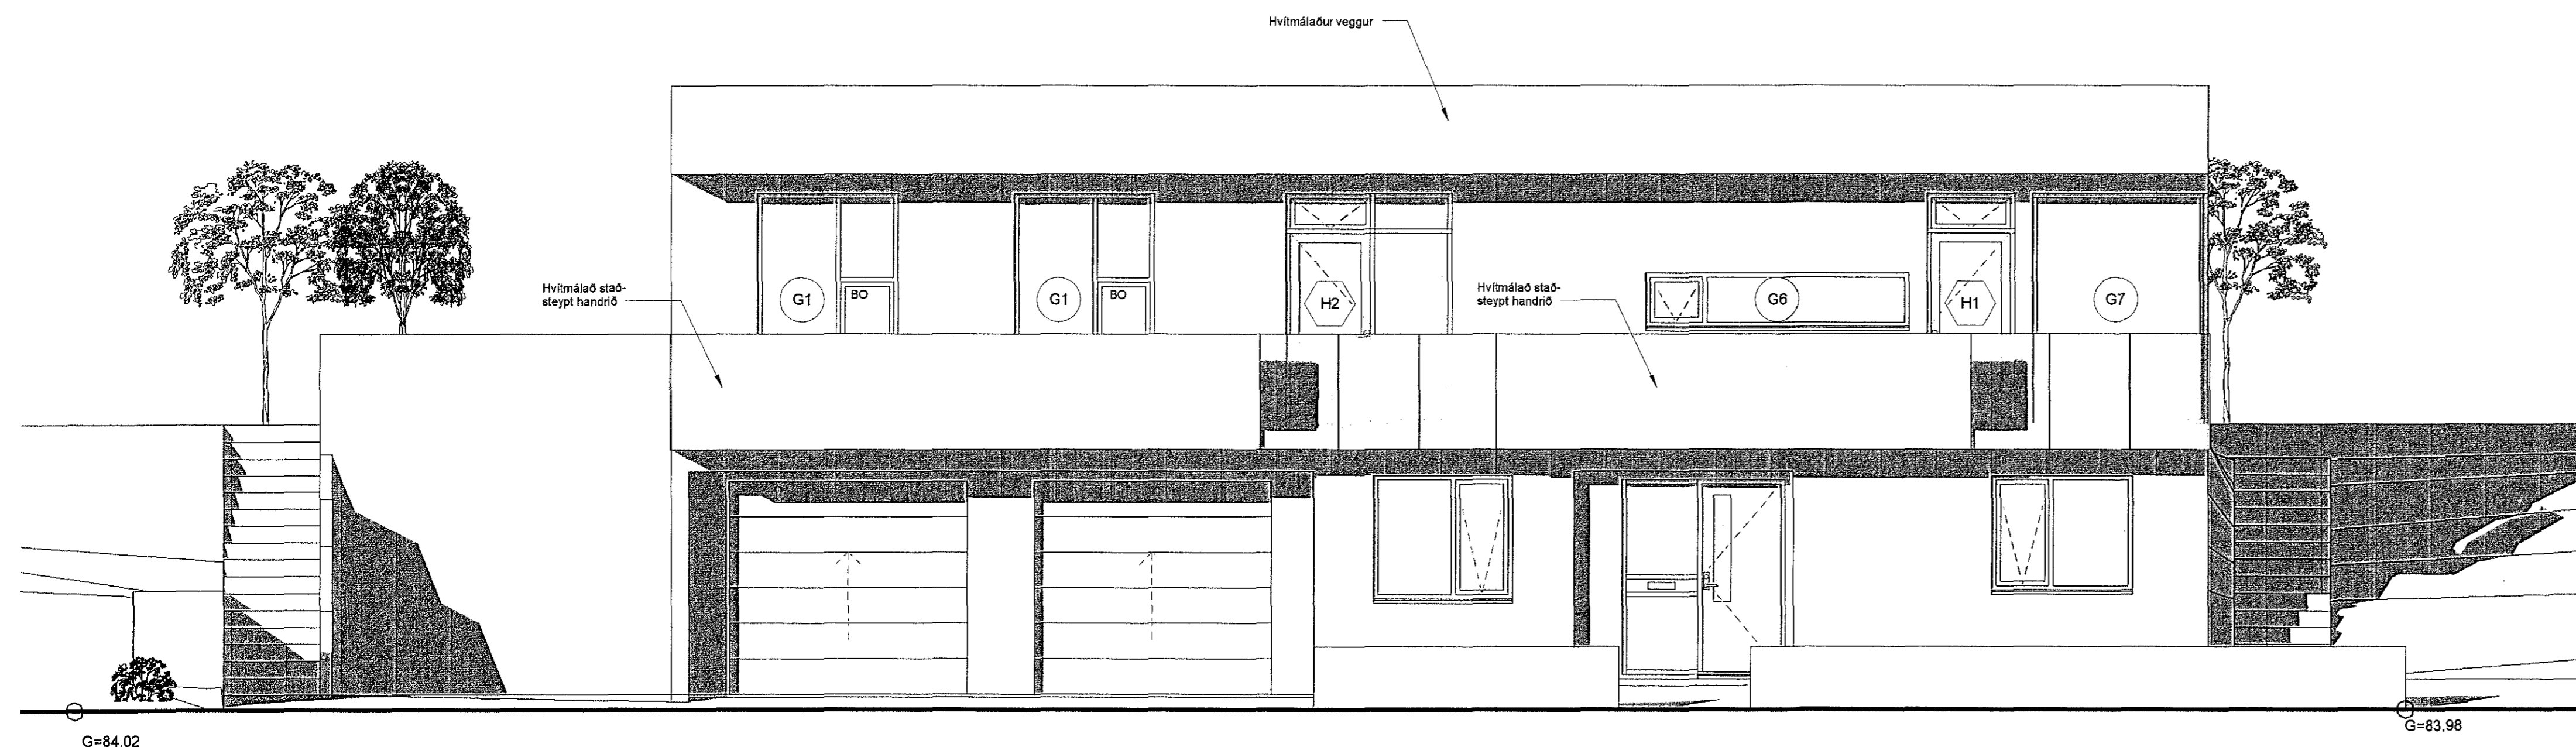 Hvítmálaður veggur
Hvítmálað stað-
steypt handrið
Hvítmálað stað-
steypt handrið
G1
BO
G1
BO
H2
G6
H1
G7
G=84.02
G=83.98